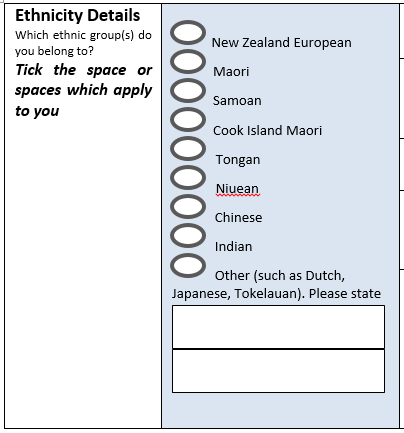 Ethnicity Details
Which ethnic group(s) do
you belong to?
Tick the space or
spaces which apply
to you
New Zealand European
Maori
Samoan
Cook Island Maori
Tongan
Niuean
Chinese
Indian
Other (such as Dutch,
Japanese, Tokelauan). Please state